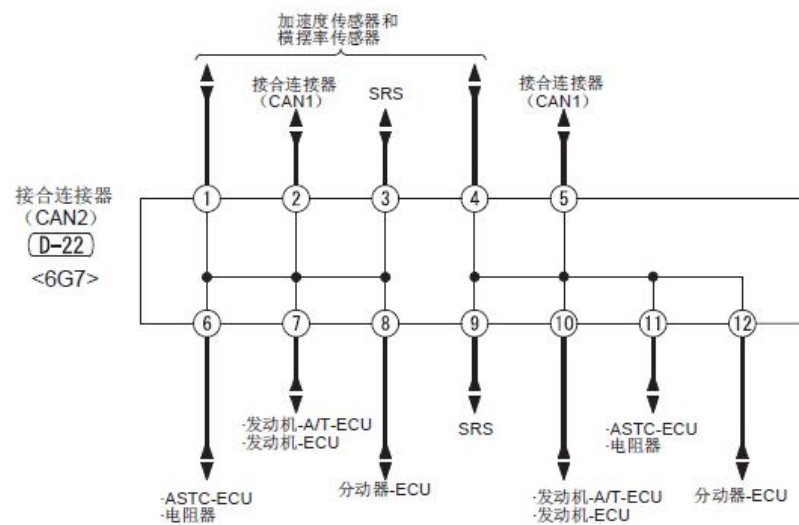 加速度传感器和
横摆率传感器
接合连接器
（CAN1）
SRS
接合连接器
（CAN1）
1
2
3
4
5
接合连接器
（CAN2）
D-22
<6G7>
6
7
8
9
10
11
12
·发动机-A/T-ECU
·发动机-ECU
SRS
·ASTC-ECU
·电阻器
·ASTC-ECU
·电阻器
分动器-ECU
·发动机-A/T-ECU
·发动机-ECU
分动器-ECU